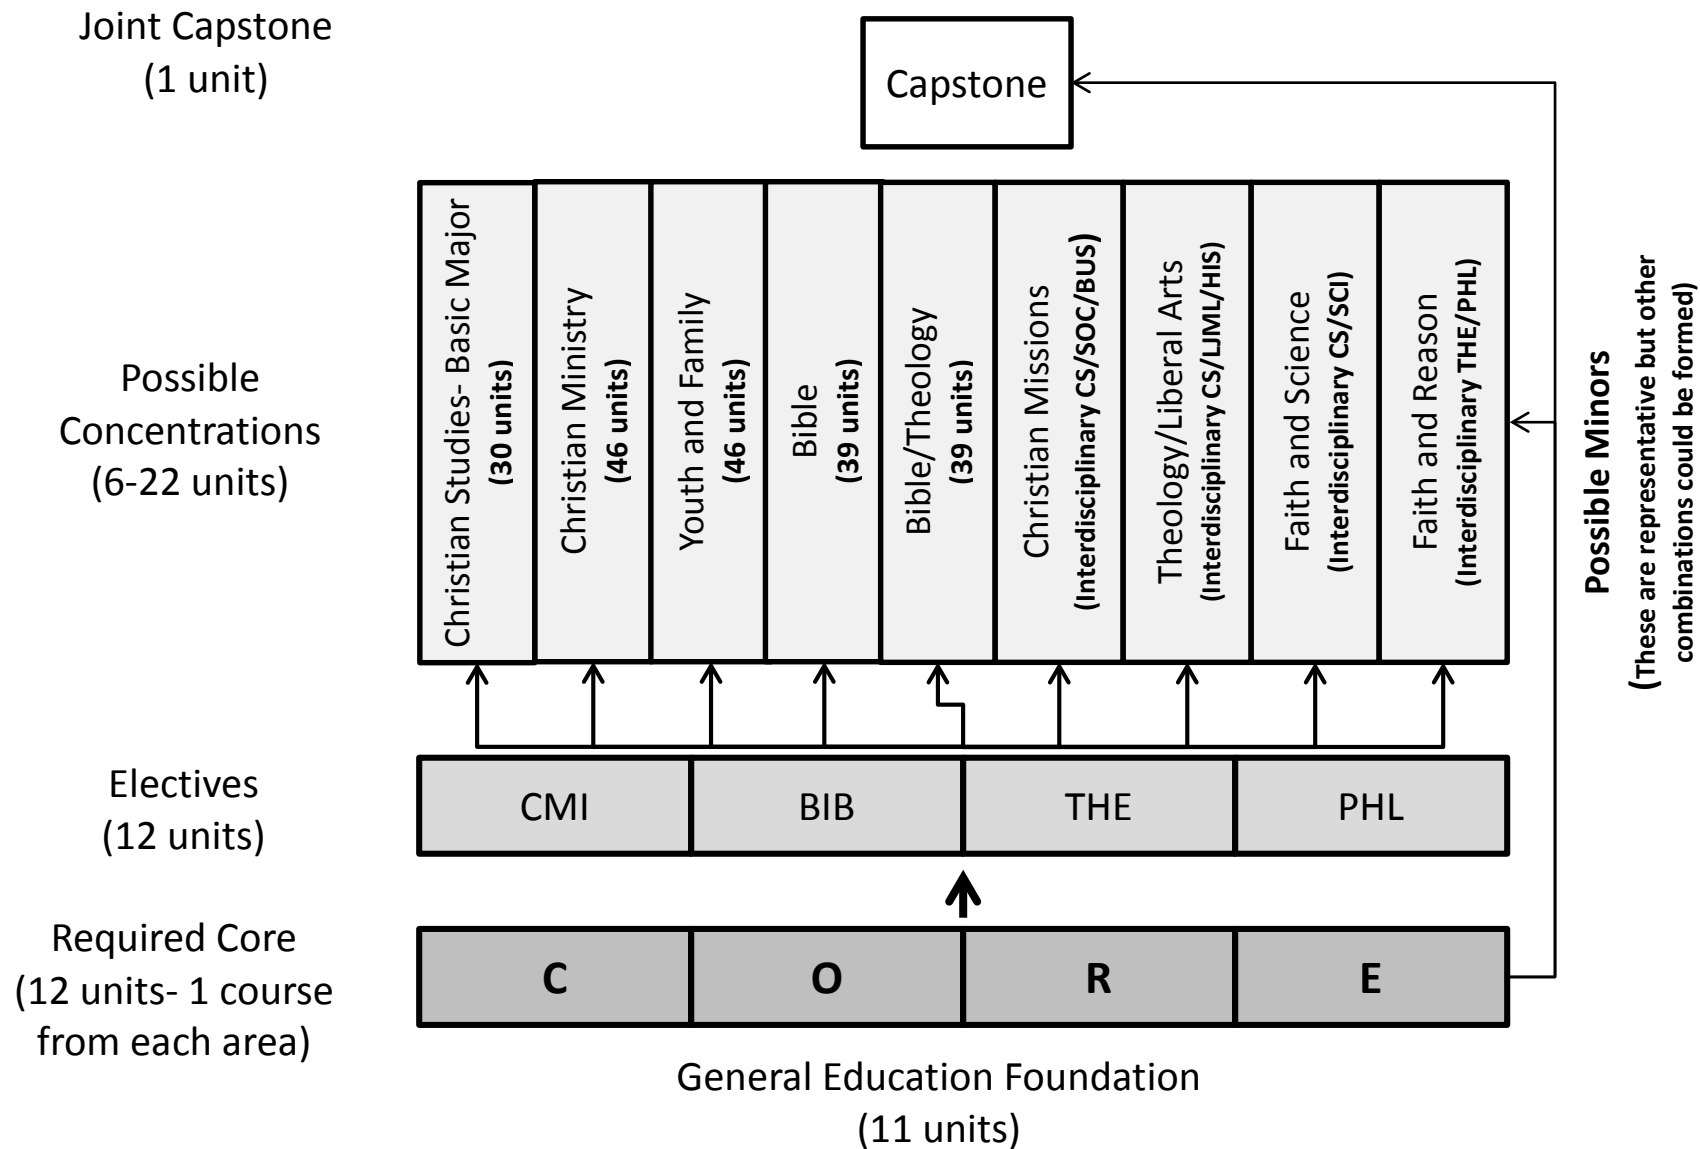 Joint Capstone
(1 unit)
Capstone
Possible
Concentrations
(6-22 units)
Christian Studies- Basic Major
(30 units)
Christian Ministry
(46 units)
Youth and Family
(46 units)
Bible
(39 units)
Bible/Theology
(39 units)
Christian Missions
(Interdisciplinary CS/SOC/BUS)
Theology/Liberal Arts
(Interdisciplinary CS/LJML/HIS)
Faith and Science
(Interdisciplinary CS/SCI)
Faith and Reason
(Interdisciplinary THE/PHL)
Possible Minors
(These are representative but other
combinations could be formed)
Electives
(12 units)
CMI
BIB
THE
PHL
Required Core
(12 units- 1 course
from each area)
C
O
R
E
General Education Foundation
(11 units)